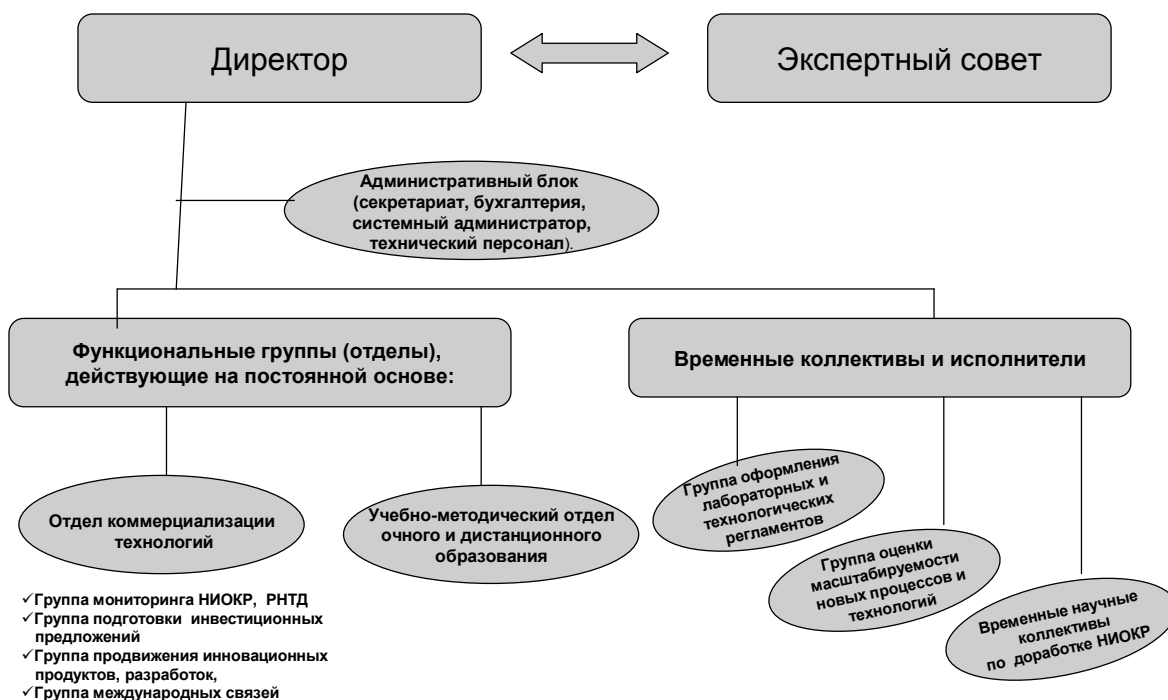 Директор
Экспертный совет
Административный блок
(секретариат, бухгалтерия,
системный администратор,
технический персонал).
Функциональные группы (отделы),
действующие на постоянной основе:
Временные коллективы и исполнители
Отдел коммерциализации
технологий
Учебно-методический отдел
очного и дистанционного
образования
Группа оформления
лабораторных и
технологических
регламентов
Группа оценки
масштабируемости
новых процессов и
технологий
Временные научные
коллективы
по доработке НИОКР
✓Группа мониторинга НИОКР, РНТД
✓Группа подготовки инвестиционных
предложений
✓Группа продвижения инновационных
продуктов, разработок,
✓Группа международных связей